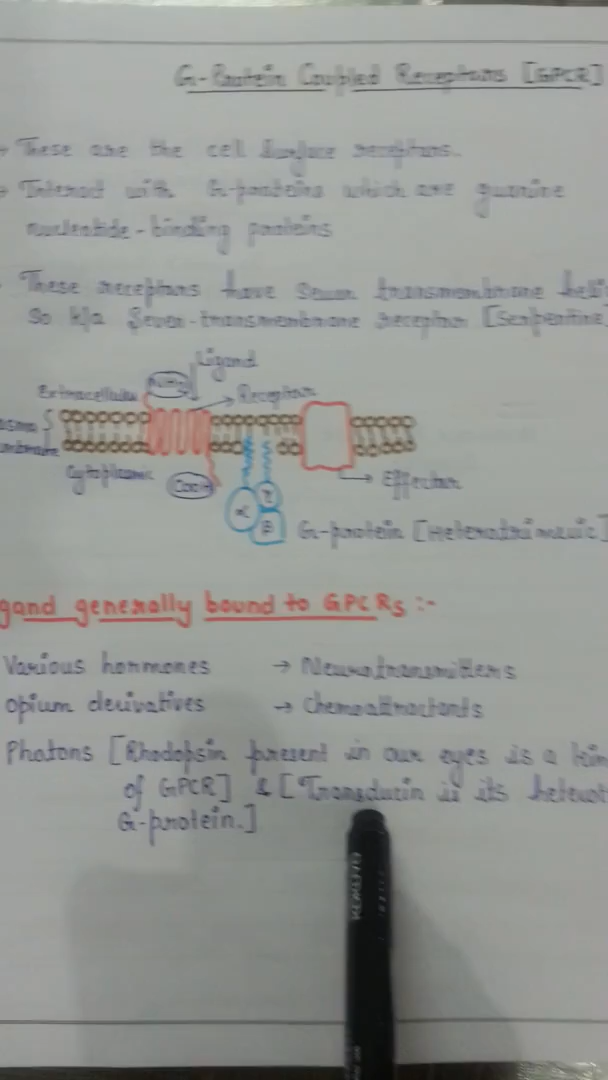 G-Protein Coupled Receptors [GPCR]
These are the cell surface receptors.
Interact with G-proteins which are guanine
nucleotide-binding proteins
These receptors have seven transmembrane heli
So k/a Seven-transmembrane receptor [Serpentine
Ligand
Extracellular
Receptor
Cytoplasmic
Effector
α
γ
β
G-protein [Heterotrimeric]
gand generally bound to GPCRs :-
Various hormones → Neurotransmitters
Opium derivatives → Chemoattractants
Photons [Rhodopsin present in our eyes is a
of GPCR] & [Transducin is its heterot
G-protein.]